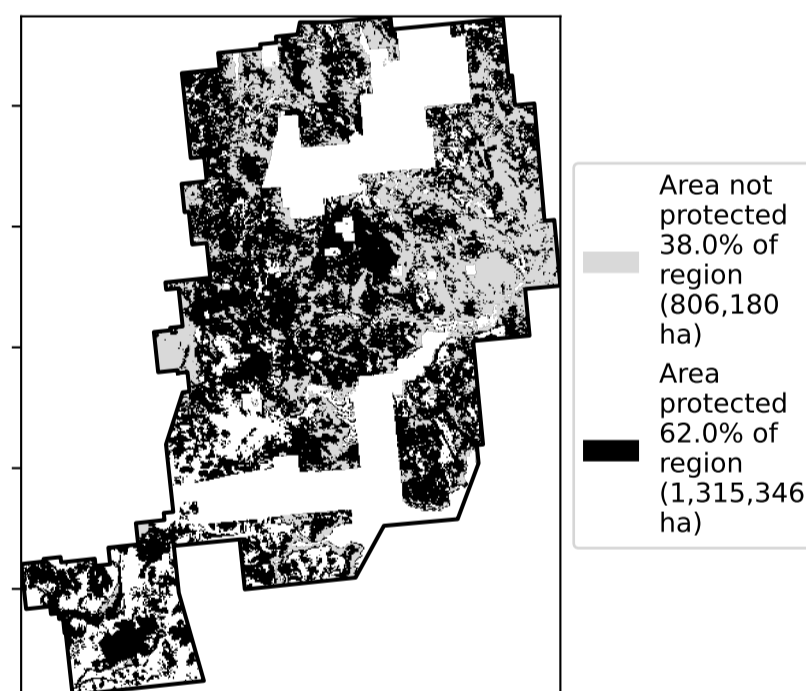 Area not
protected
38.0% of
region
(806,180
ha)
Area
protected
62.0% of
region
(1,315,346
ha)